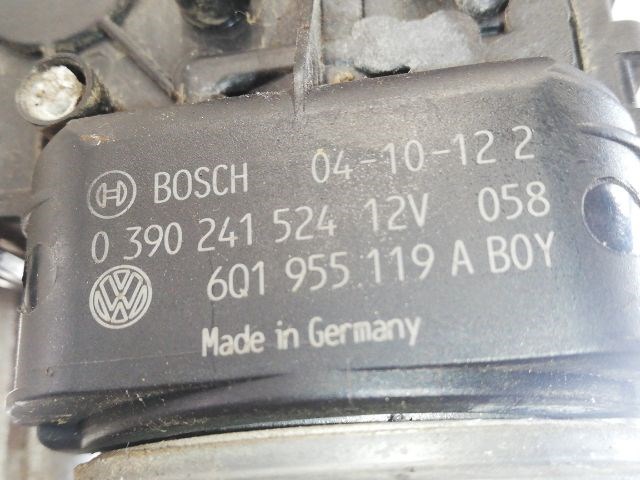 BOSCH 04-10-12 2
0 390 241 524 12V 058
6Q1 955 119 A BOY
Made in Germany